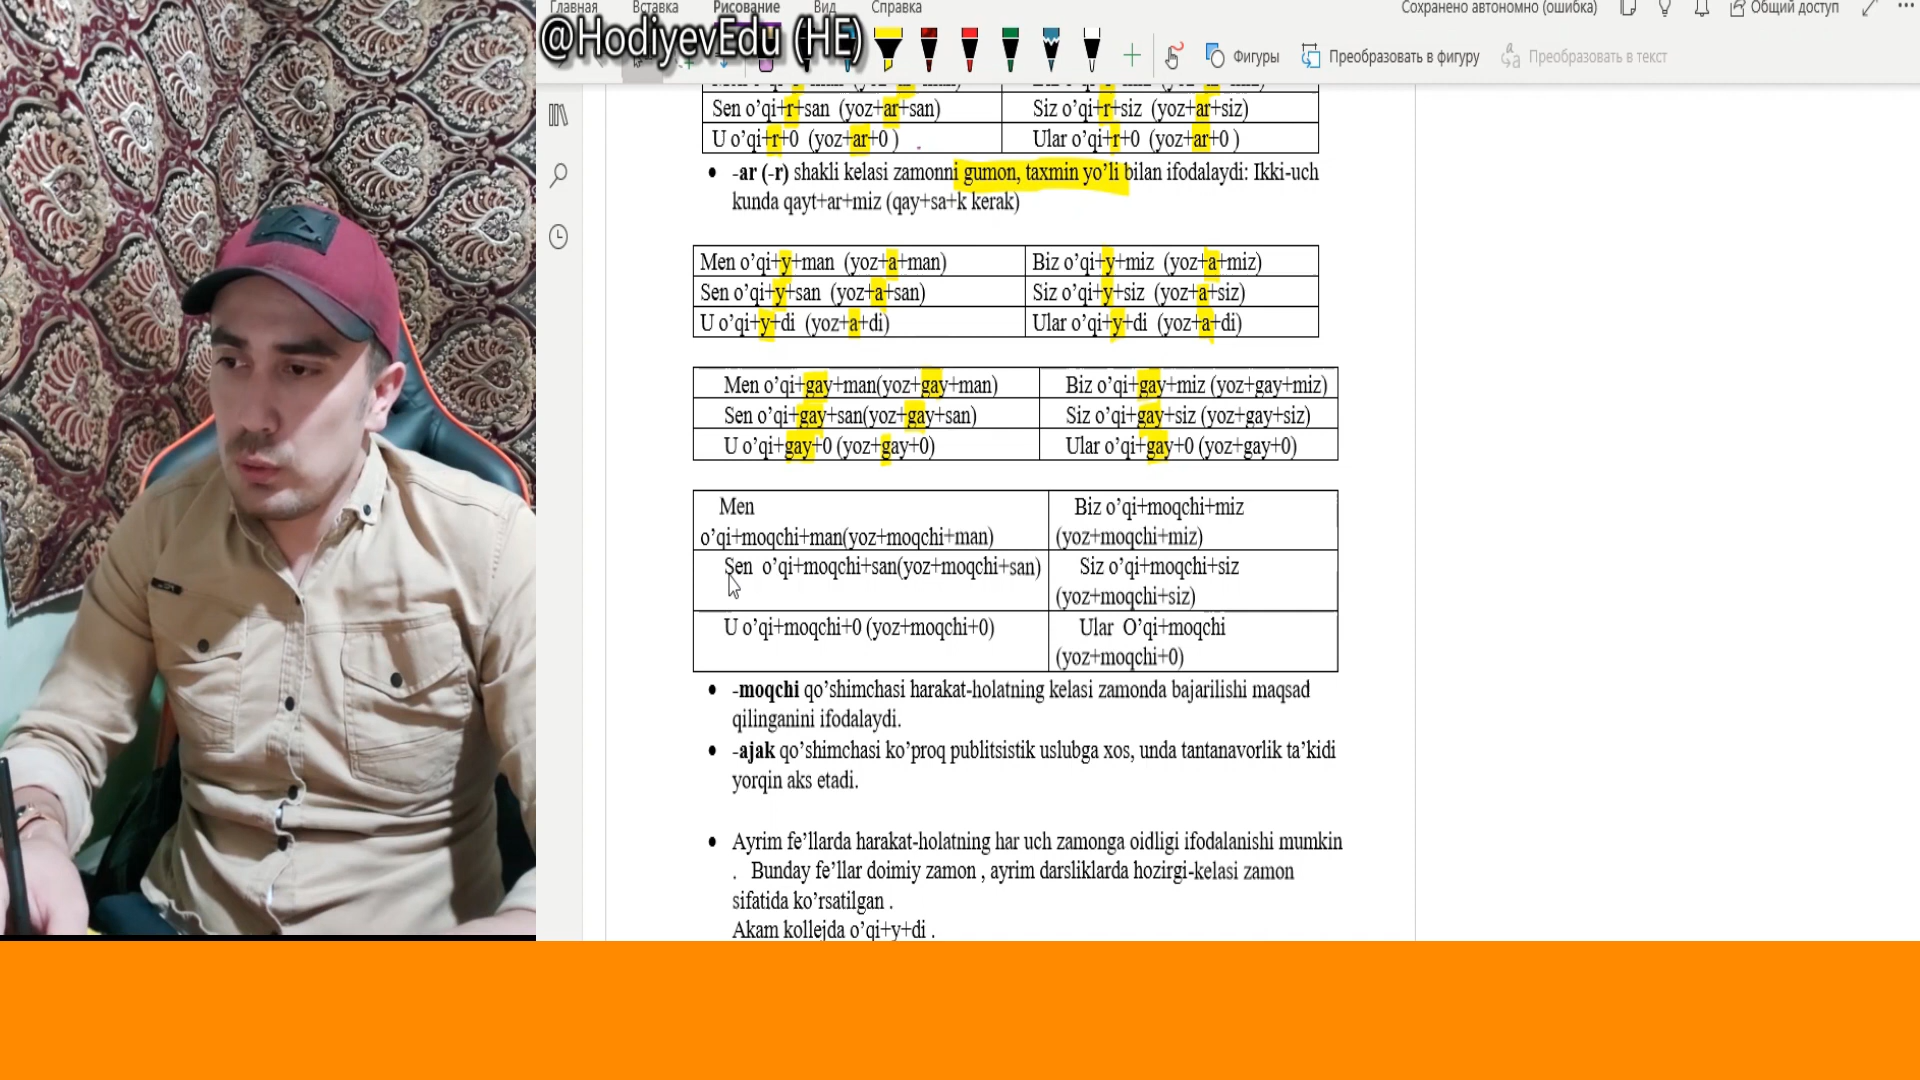 Главная Вставка Рисование Вид Справка Сохранено автономно (ошибка) Общий доступ
@HodiyevEdu (HE) Фигуры Преобразовать в фигуру Преобразовать в текст
Sen o’qi+r+san (yoz+ar+san) Siz o’qi+r+siz (yoz+ar+siz)
U o’qi+r+0 (yoz+ar+0 ) Ular o’qi+r+0 (yoz+ar+0 )
• -ar (-r) shakli kelasi zamonni gumon, taxmin yo’li bilan ifodalaydi: Ikki-uch
kunda qayt+ar+miz (qay+sa+k kerak)
Men o’qi+y+man (yoz+a+man) Biz o’qi+y+miz (yoz+a+miz)
Sen o’qi+y+san (yoz+a+san) Siz o’qi+y+siz (yoz+a+siz)
U o’qi+y+di (yoz+a+di) Ular o’qi+y+di (yoz+a+di)
Men o’qi+gay+man(yoz+gay+man) Biz o’qi+gay+miz (yoz+gay+miz)
Sen o’qi+gay+san(yoz+gay+san) Siz o’qi+gay+siz (yoz+gay+siz)
U o’qi+gay+0 (yoz+gay+0) Ular o’qi+gay+0 (yoz+gay+0)
Men Biz o’qi+moqchi+miz
o’qi+moqchi+man(yoz+moqchi+man) (yoz+moqchi+miz)
Sen o’qi+moqchi+san(yoz+moqchi+san) Siz o’qi+moqchi+siz
(yoz+moqchi+siz)
U o’qi+moqchi+0 (yoz+moqchi+0) Ular O’qi+moqchi
(yoz+moqchi+0)
• -moqchi qo’shimchasi harakat-holatning kelasi zamonda bajarilishi maqsad
qilinganini ifodalaydi.
• -ajak qo’shimchasi ko’proq publitsistik uslubga xos, unda tantanavorlik ta’kidi
yorqin aks etadi.
• Ayrim fe’llarda harakat-holatning har uch zamonga oidligi ifodalanishi mumkin
. Bunday fe’llar doimiy zamon , ayrim darsliklarda hozirgi-kelasi zamon
sifatida ko’rsatilgan .
Akam kollejda o’qi+y+di .